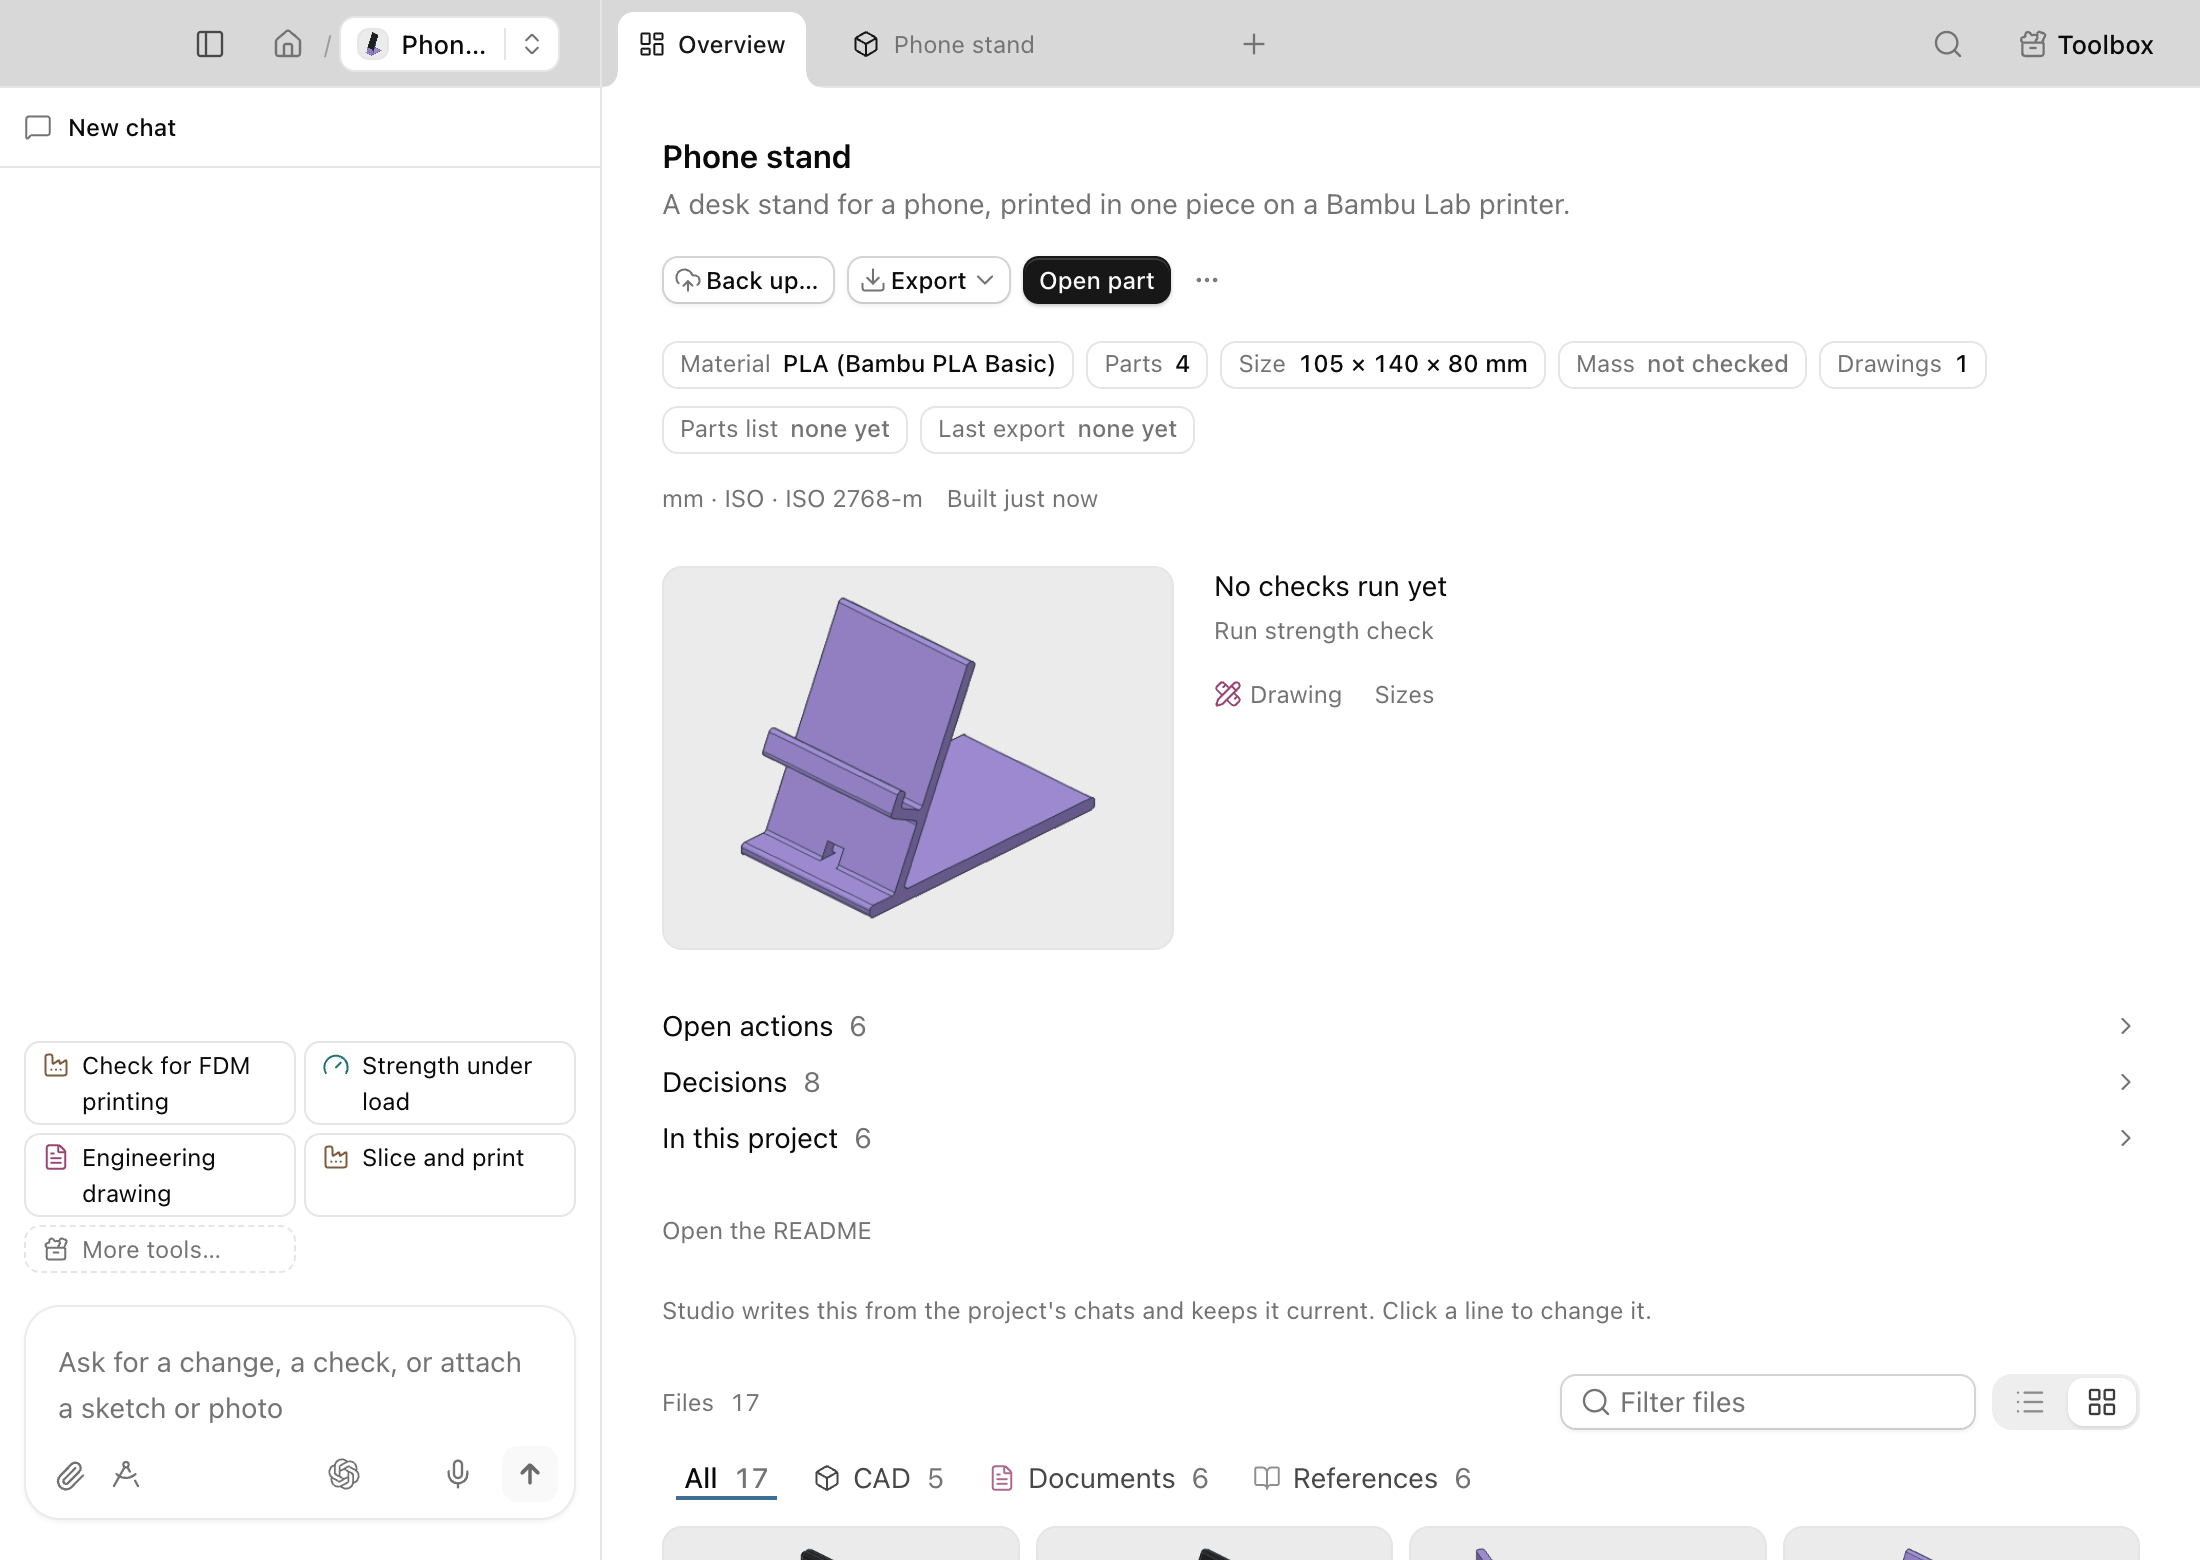 Phon...
Overview
Phone stand
Toolbox
New chat
Phone stand
A desk stand for a phone, printed in one piece on a Bambu Lab printer.
Back up...
Export
Open part
Material PLA (Bambu PLA Basic)
Parts 4
Size 105 × 140 × 80 mm
Mass not checked
Drawings 1
Parts list none yet
Last export none yet
mm · ISO · ISO 2768-m Built just now
No checks run yet
Run strength check
Drawing Sizes
Open actions 6
Decisions 8
In this project 6
Open the README
Studio writes this from the project's chats and keeps it current. Click a line to change it.
Files 17
Filter files
All 17
CAD 5
Documents 6
References 6
Check for FDM
printing
Strength under
load
Engineering
drawing
Slice and print
More tools...
Ask for a change, a check, or attach
a sketch or photo